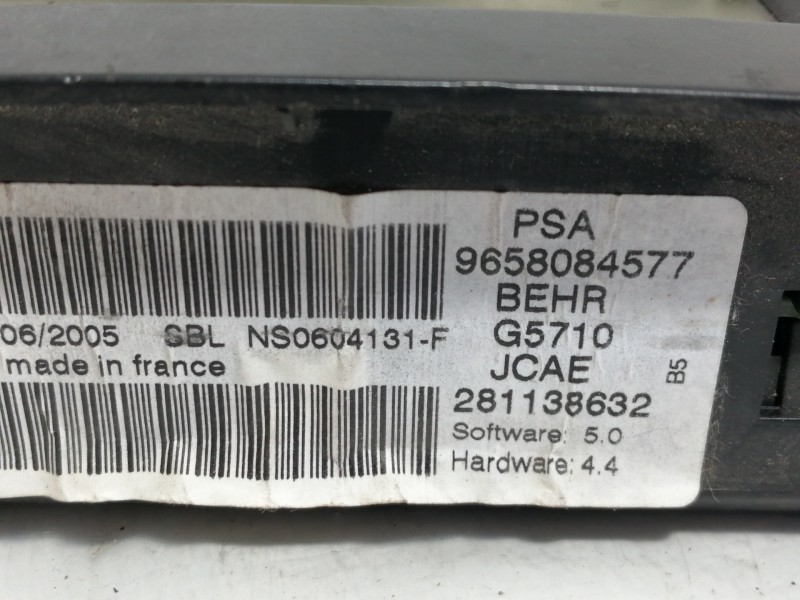 PSA
9658084577
BEHR
06/2005 SBL NS0604131-F G5710
made in france JCAE B5
281138632
Software: 5.0
Hardware: 4.4